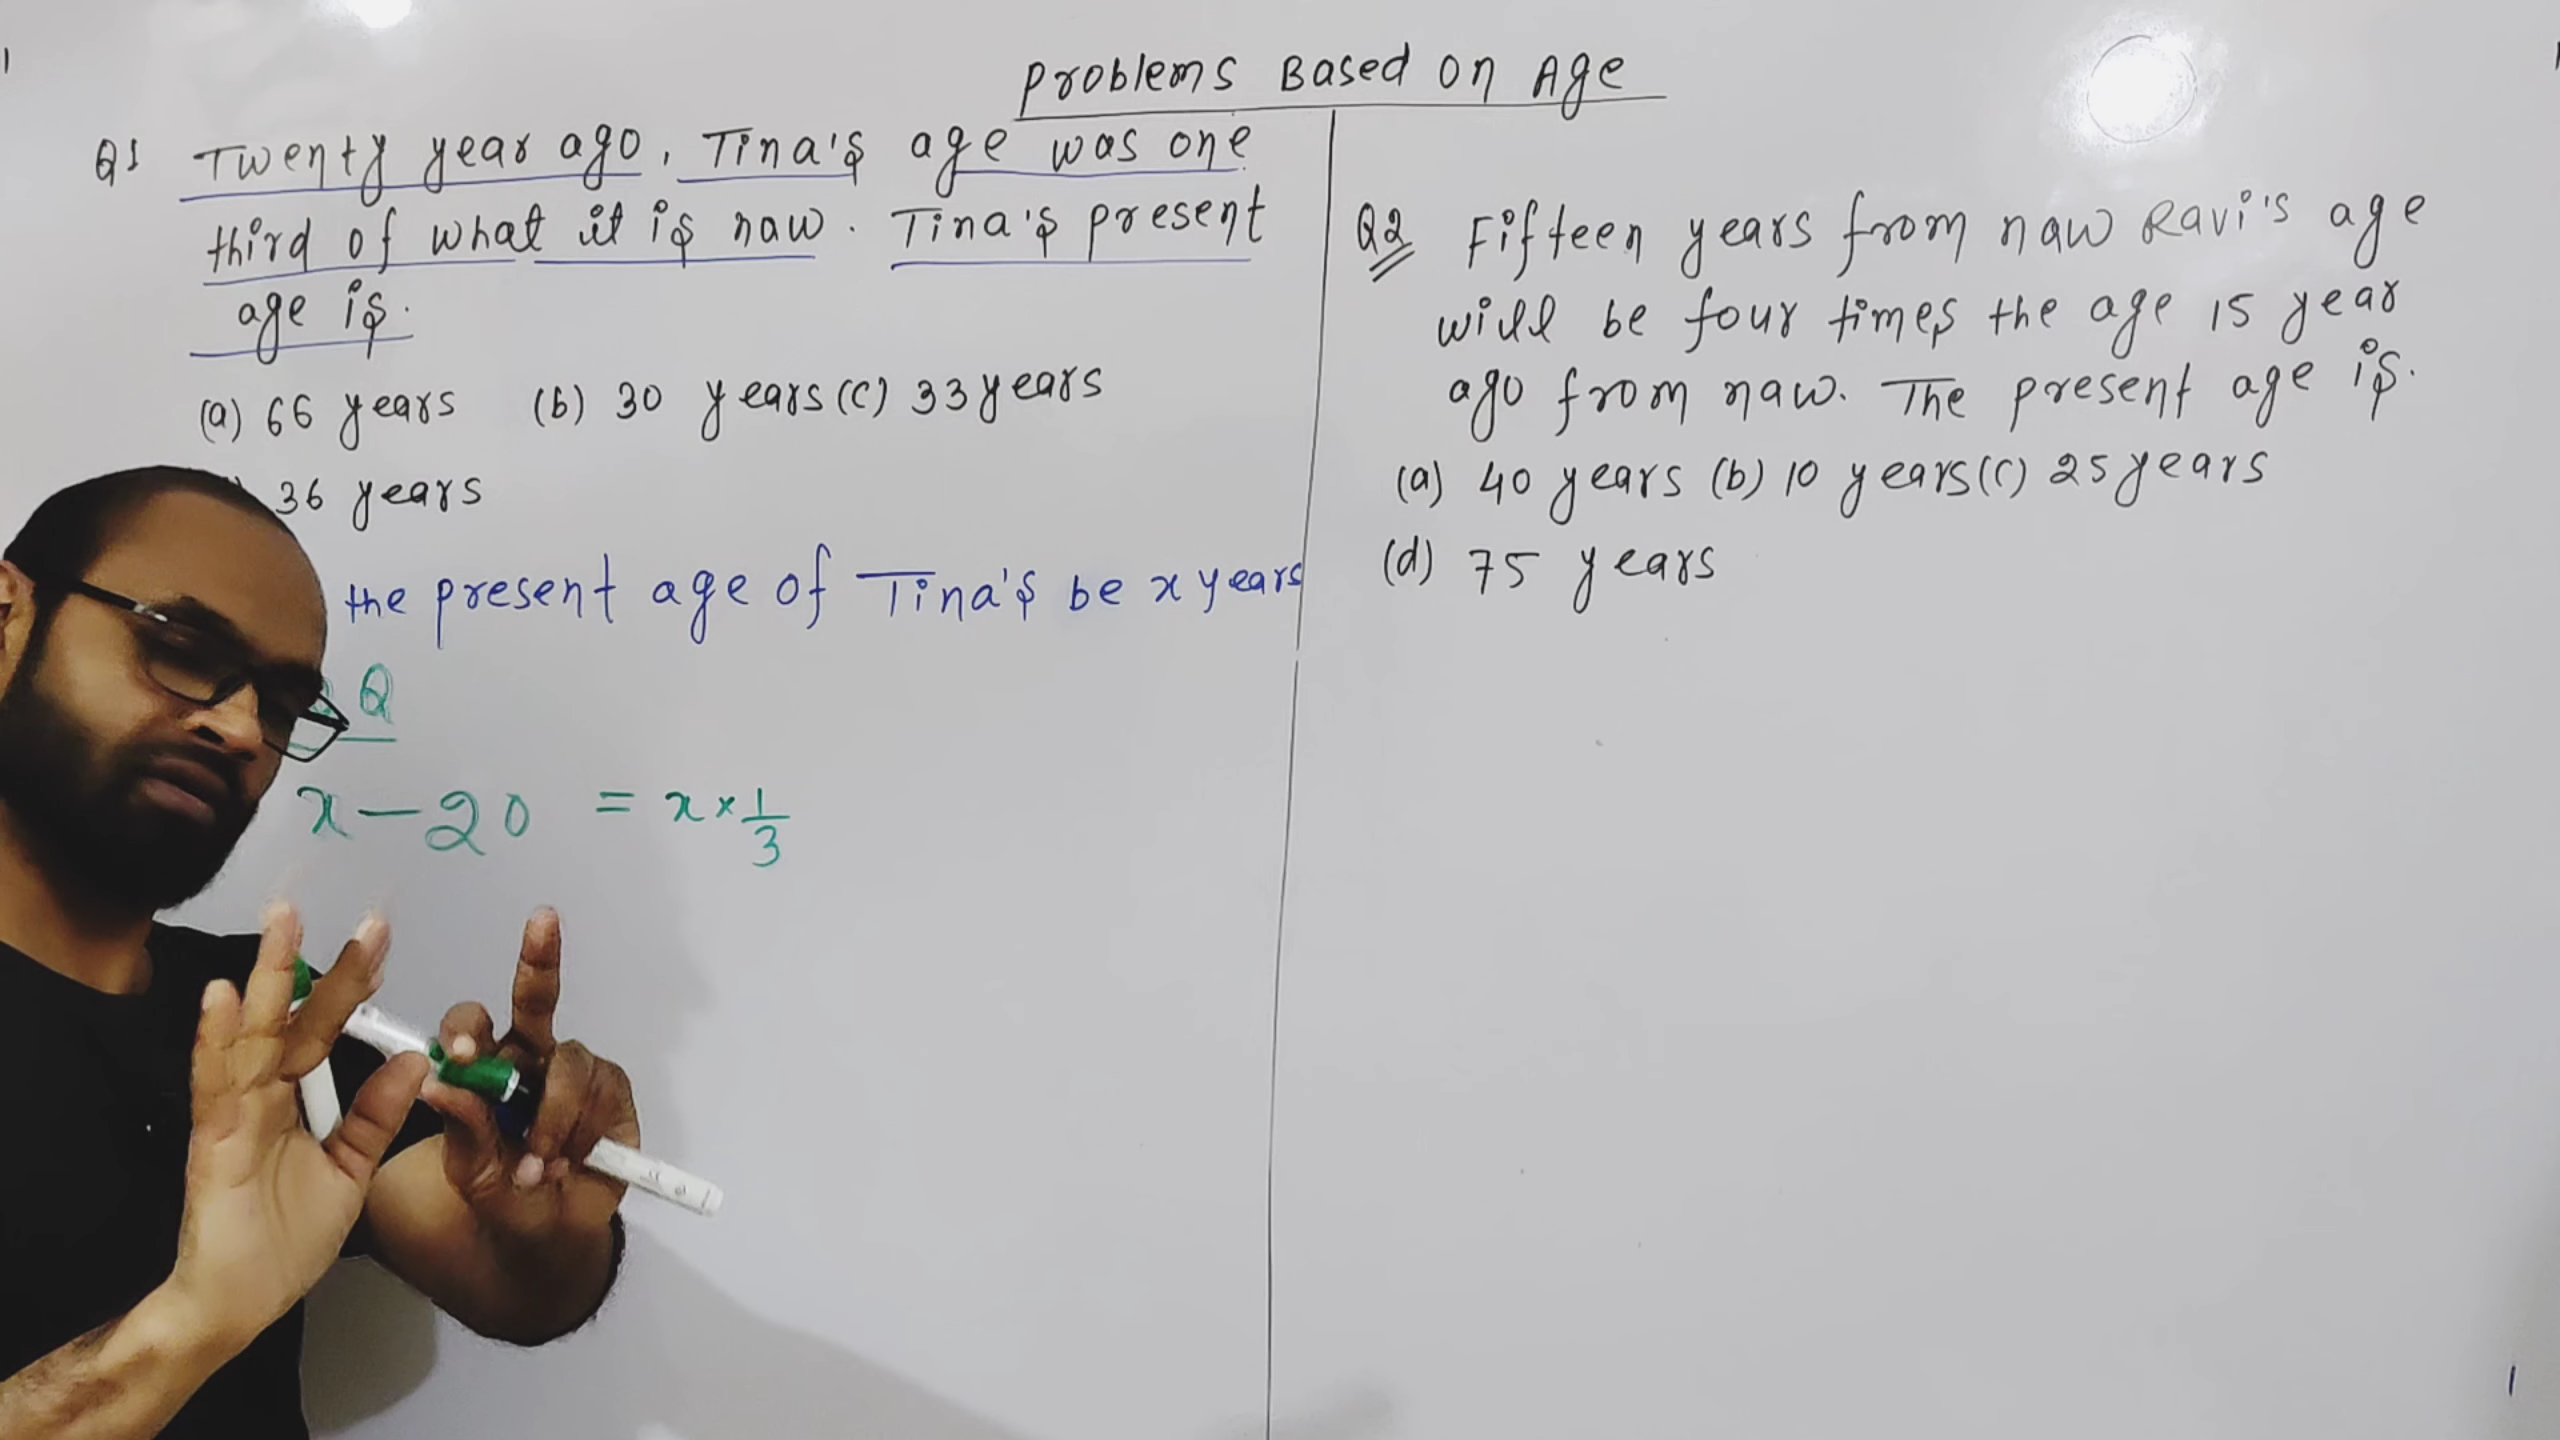 Problems Based on Age
Q1 Twenty year ago, Tina's age was one
third of what it is naw. Tina's present
age is.
(a) 66 years (b) 30 years (c) 33 years
36 years
the present age of Tina's be x years
Q
x - 20 = x × 1/3
Q2 Fifteen years from naw Ravi's age
will be four times the age 15 year
ago from naw. The present age is.
(a) 40 years (b) 10 years (c) 25 years
(d) 75 years